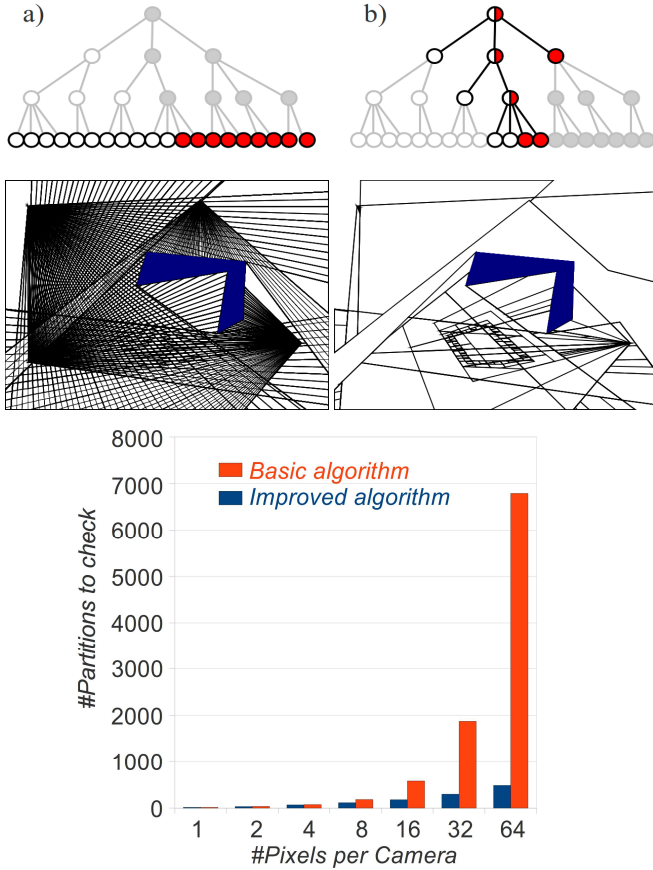 a)
b)
8000
7000
6000
5000
4000
3000
2000
1000
0
#Partitions to check
Basic algorithm
Improved algorithm
1 2 4 8 16 32 64
#Pixels per Camera